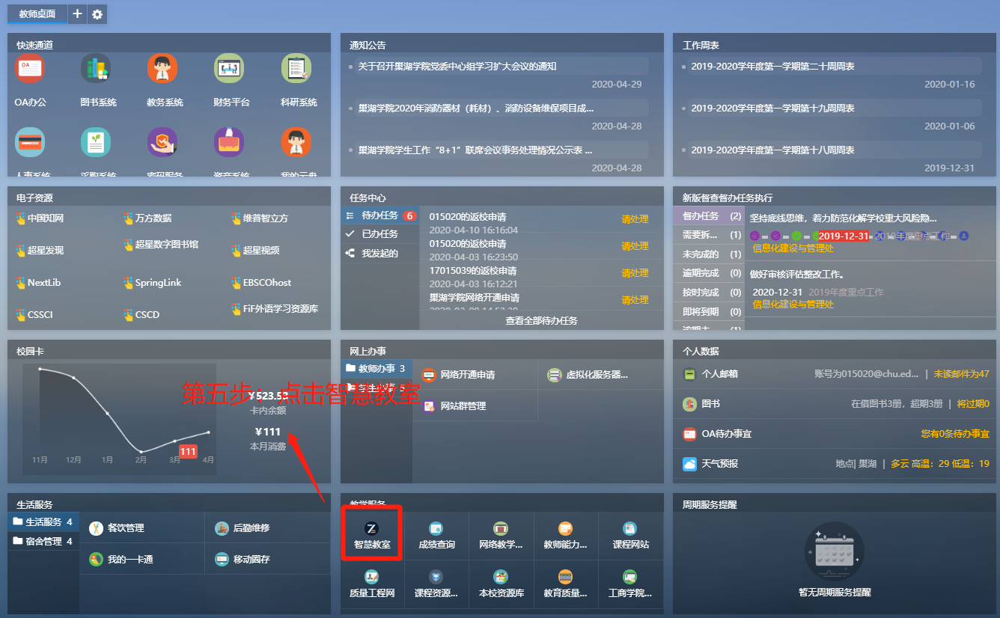 教师桌面
快速通道
OA办公
图书系统
教务系统
财务平台
科研系统
通知公告
关于召开巢湖学院党委中心组学习扩大会议的通知
2020-04-29
巢湖学院2020年消防器材（耗材）、消防设备维保项目成...
2020-04-28
巢湖学院学生工作“8+1”联席会议事务处理情况公示表 ...
2020-04-28
工作周表
2019-2020学年度第一学期第二十周周表
2020-01-16
2019-2020学年度第一学期第十九周周表
2020-01-06
2019-2020学年度第一学期第十八周周表
2019-12-31
电子资源
中国知网
万方数据
维普智立方
超星发现
超星数字图书馆
超星视频
NextLib
SpringLink
EBSCOhost
CSSCI
CSCD
FiF外语学习资源库
任务中心
待办任务 6
已办任务
我发起的
015020的返校申请
请处理
2020-04-10 16:16:04
015020的返校申请
请处理
2020-04-03 16:23:50
17015039的返校申请
请处理
2020-04-03 16:12:21
巢湖学院网络开通申请
请处理
查看全部待办任务
新版督查督办任务执行
督办任务 (2)
需要拆... (1)
未完成的 (1)
逾期完成 (0)
按时完成 (0)
即将到期 (0)
坚持底线思维，着力防范化解学校重大风险隐...
2019-12-31
2019年度重点工作
信息化建设与管理处
做好审核评估整改工作。
2020-12-31 2019年度重点工作
信息化建设与管理处
校园卡
¥523.53
卡内余额
¥111
本月消费
111
11月 12月 1月 2月 3月 4月
第五步：点击智慧教室
网上办事
教师办事 3
学生办事 5
网络开通申请
虚拟化服务器...
网站群管理
个人数据
个人邮箱
账号为015020@chu.ed... | 未读邮件为47
图书
在借图书3册，超期3册 | 将过期0
OA待办事宜
您有0条待办事宜
天气预报
地点| 巢湖 | 多云 高温：29 低温：19
生活服务
生活服务 4
宿舍管理 4
餐饮管理
后勤维修
我的一卡通
移动圈存
教学服务
智慧教室
成绩查询
网络教学...
教师能力...
课程网站
质量工程网
课程资源...
本校资源库
教育质量...
工商学院...
周期服务提醒
暂无周期服务提醒